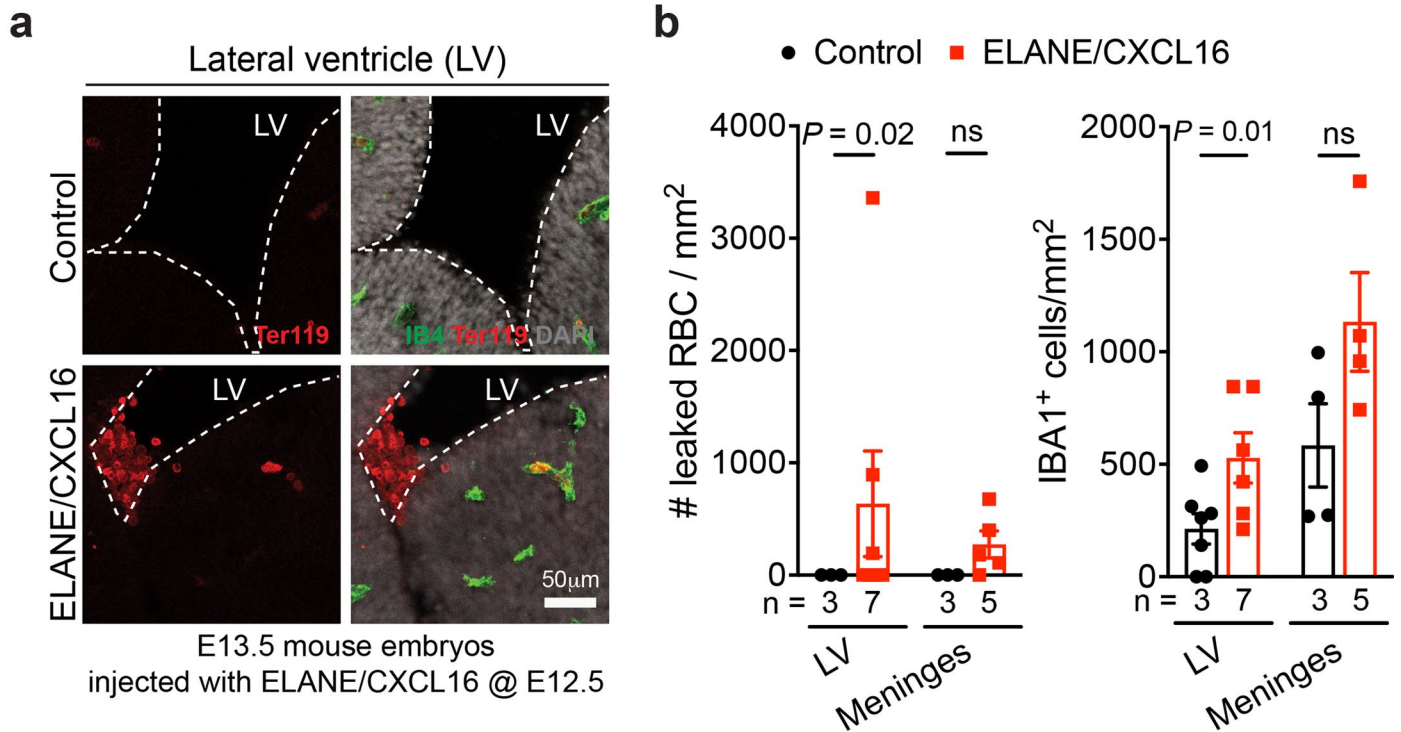 a
Lateral ventricle (LV)
Control
LV
Ter119
LV
IB4 Ter119 DAPI
ELANE/CXCL16
LV
LV
50μm
E13.5 mouse embryos
injected with ELANE/CXCL16 @ E12.5
b
Control ELANE/CXCL16
# leaked RBC / mm²
4000
3000
2000
1000
0
P = 0.02
ns
n = 3 7 3 5
LV
Meninges
IBA1⁺ cells/mm²
2000
1500
1000
500
0
P = 0.01
ns
n = 3 7 3 5
LV
Meninges